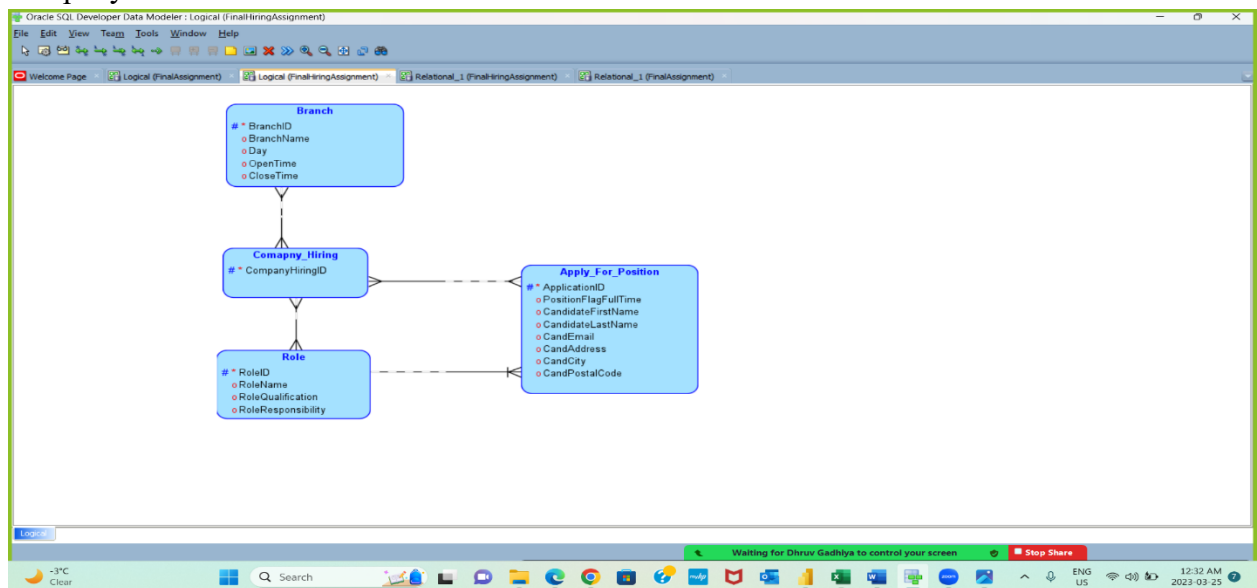 Oracle SQL Developer Data Modeler : Logical (FinalHiringAssignment)
File Edit View Team Tools Window Help
Welcome Page Logical (FinalAssignment) Logical (FinalHiringAssignment) Relational_1 (FinalHiringAssignment) Relational_1 (FinalAssignment)
Branch
# * BranchID
o BranchName
o Day
o OpenTime
o CloseTime
Comapny_Hiring
# * CompanyHiringID
Apply_For_Position
# * ApplicationID
o PositionFlagFullTime
o CandidateFirstName
o CandidateLastName
o CandEmail
o CandAddress
o CandCity
o CandPostalCode
Role
# * RoleID
o RoleName
o RoleQualification
o RoleResponsibility
Logical
Waiting for Dhruv Gadhiya to control your screen Stop Share
-3°C
Clear
Search
ENG
US
12:32 AM
2023-03-25